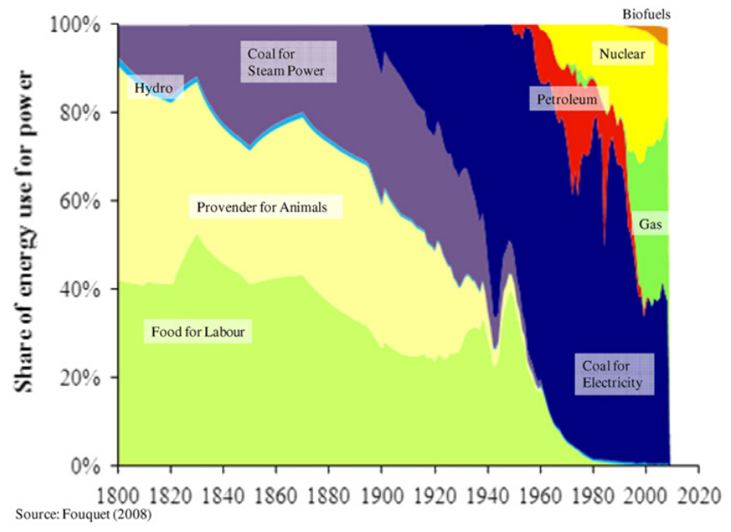 Biofuels
100%
80%
60%
40%
20%
0%
Share of energy use for power
Coal for
Steam Power
Nuclear
Hydro
Petroleum
Provender for Animals
Gas
Food for Labour
Coal for
Electricity
1800 1820 1840 1860 1880 1900 1920 1940 1960 1980 2000 2020
Source: Fouquet (2008)